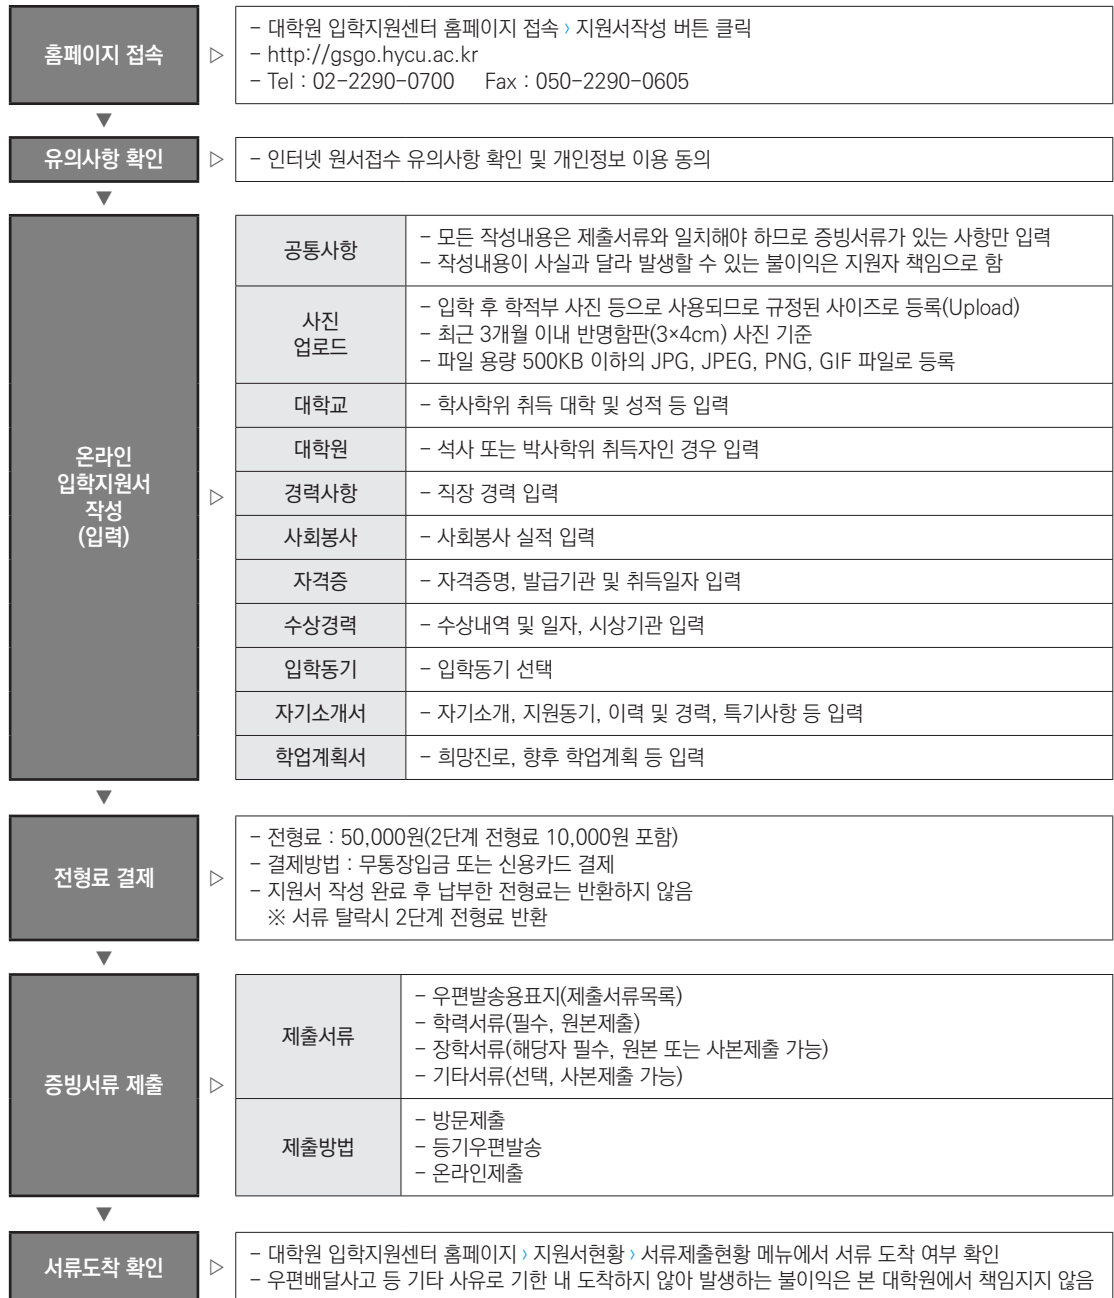 홈페이지 접속
- 대학원 입학지원센터 홈페이지 접속 › 지원서작성 버튼 클릭
- http://gsgo.hycu.ac.kr
- Tel : 02-2290-0700 Fax : 050-2290-0605
유의사항 확인
- 인터넷 원서접수 유의사항 확인 및 개인정보 이용 동의
온라인
입학지원서
작성
(입력)
공통사항
- 모든 작성내용은 제출서류와 일치해야 하므로 증빙서류가 있는 사항만 입력
- 작성내용이 사실과 달라 발생할 수 있는 불이익은 지원자 책임으로 함
사진
업로드
- 입학 후 학적부 사진 등으로 사용되므로 규정된 사이즈로 등록(Upload)
- 최근 3개월 이내 반명함판(3×4cm) 사진 기준
- 파일 용량 500KB 이하의 JPG, JPEG, PNG, GIF 파일로 등록
대학교
- 학사학위 취득 대학 및 성적 등 입력
대학원
- 석사 또는 박사학위 취득자인 경우 입력
경력사항
- 직장 경력 입력
사회봉사
- 사회봉사 실적 입력
자격증
- 자격증명, 발급기관 및 취득일자 입력
수상경력
- 수상내역 및 일자, 시상기관 입력
입학동기
- 입학동기 선택
자기소개서
- 자기소개, 지원동기, 이력 및 경력, 특기사항 등 입력
학업계획서
- 희망진로, 향후 학업계획 등 입력
전형료 결제
- 전형료 : 50,000원(2단계 전형료 10,000원 포함)
- 결제방법 : 무통장입금 또는 신용카드 결제
- 지원서 작성 완료 후 납부한 전형료는 반환하지 않음
※ 서류 탈락시 2단계 전형료 반환
증빙서류 제출
제출서류
- 우편발송용표지(제출서류목록)
- 학력서류(필수, 원본제출)
- 장학서류(해당자 필수, 원본 또는 사본제출 가능)
- 기타서류(선택, 사본제출 가능)
제출방법
- 방문제출
- 등기우편발송
- 온라인제출
서류도착 확인
- 대학원 입학지원센터 홈페이지 › 지원서현황 › 서류제출현황 메뉴에서 서류 도착 여부 확인
- 우편배달사고 등 기타 사유로 기한 내 도착하지 않아 발생하는 불이익은 본 대학원에서 책임지지 않음